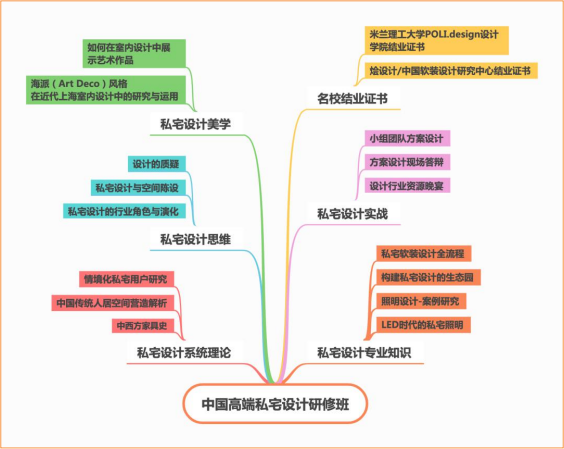 如何在室内设计中展
示艺术作品
海派（Art Deco）风格
在近代上海室内设计中的研究与运用
私宅设计美学
设计的质疑
私宅设计与空间陈设
私宅设计的行业角色与演化
私宅设计思维
情境化私宅用户研究
中国传统人居空间营造解析
中西方家具史
私宅设计系统理论
米兰理工大学POLI.design设计
学院结业证书
烩设计/中国软装设计研究中心结业证书
名校结业证书
小组团队方案设计
方案设计现场答辩
设计行业资源晚宴
私宅设计实战
私宅软装设计全流程
构建私宅设计的生态园
照明设计-案例研究
LED时代的私宅照明
私宅设计专业知识
中国高端私宅设计研修班